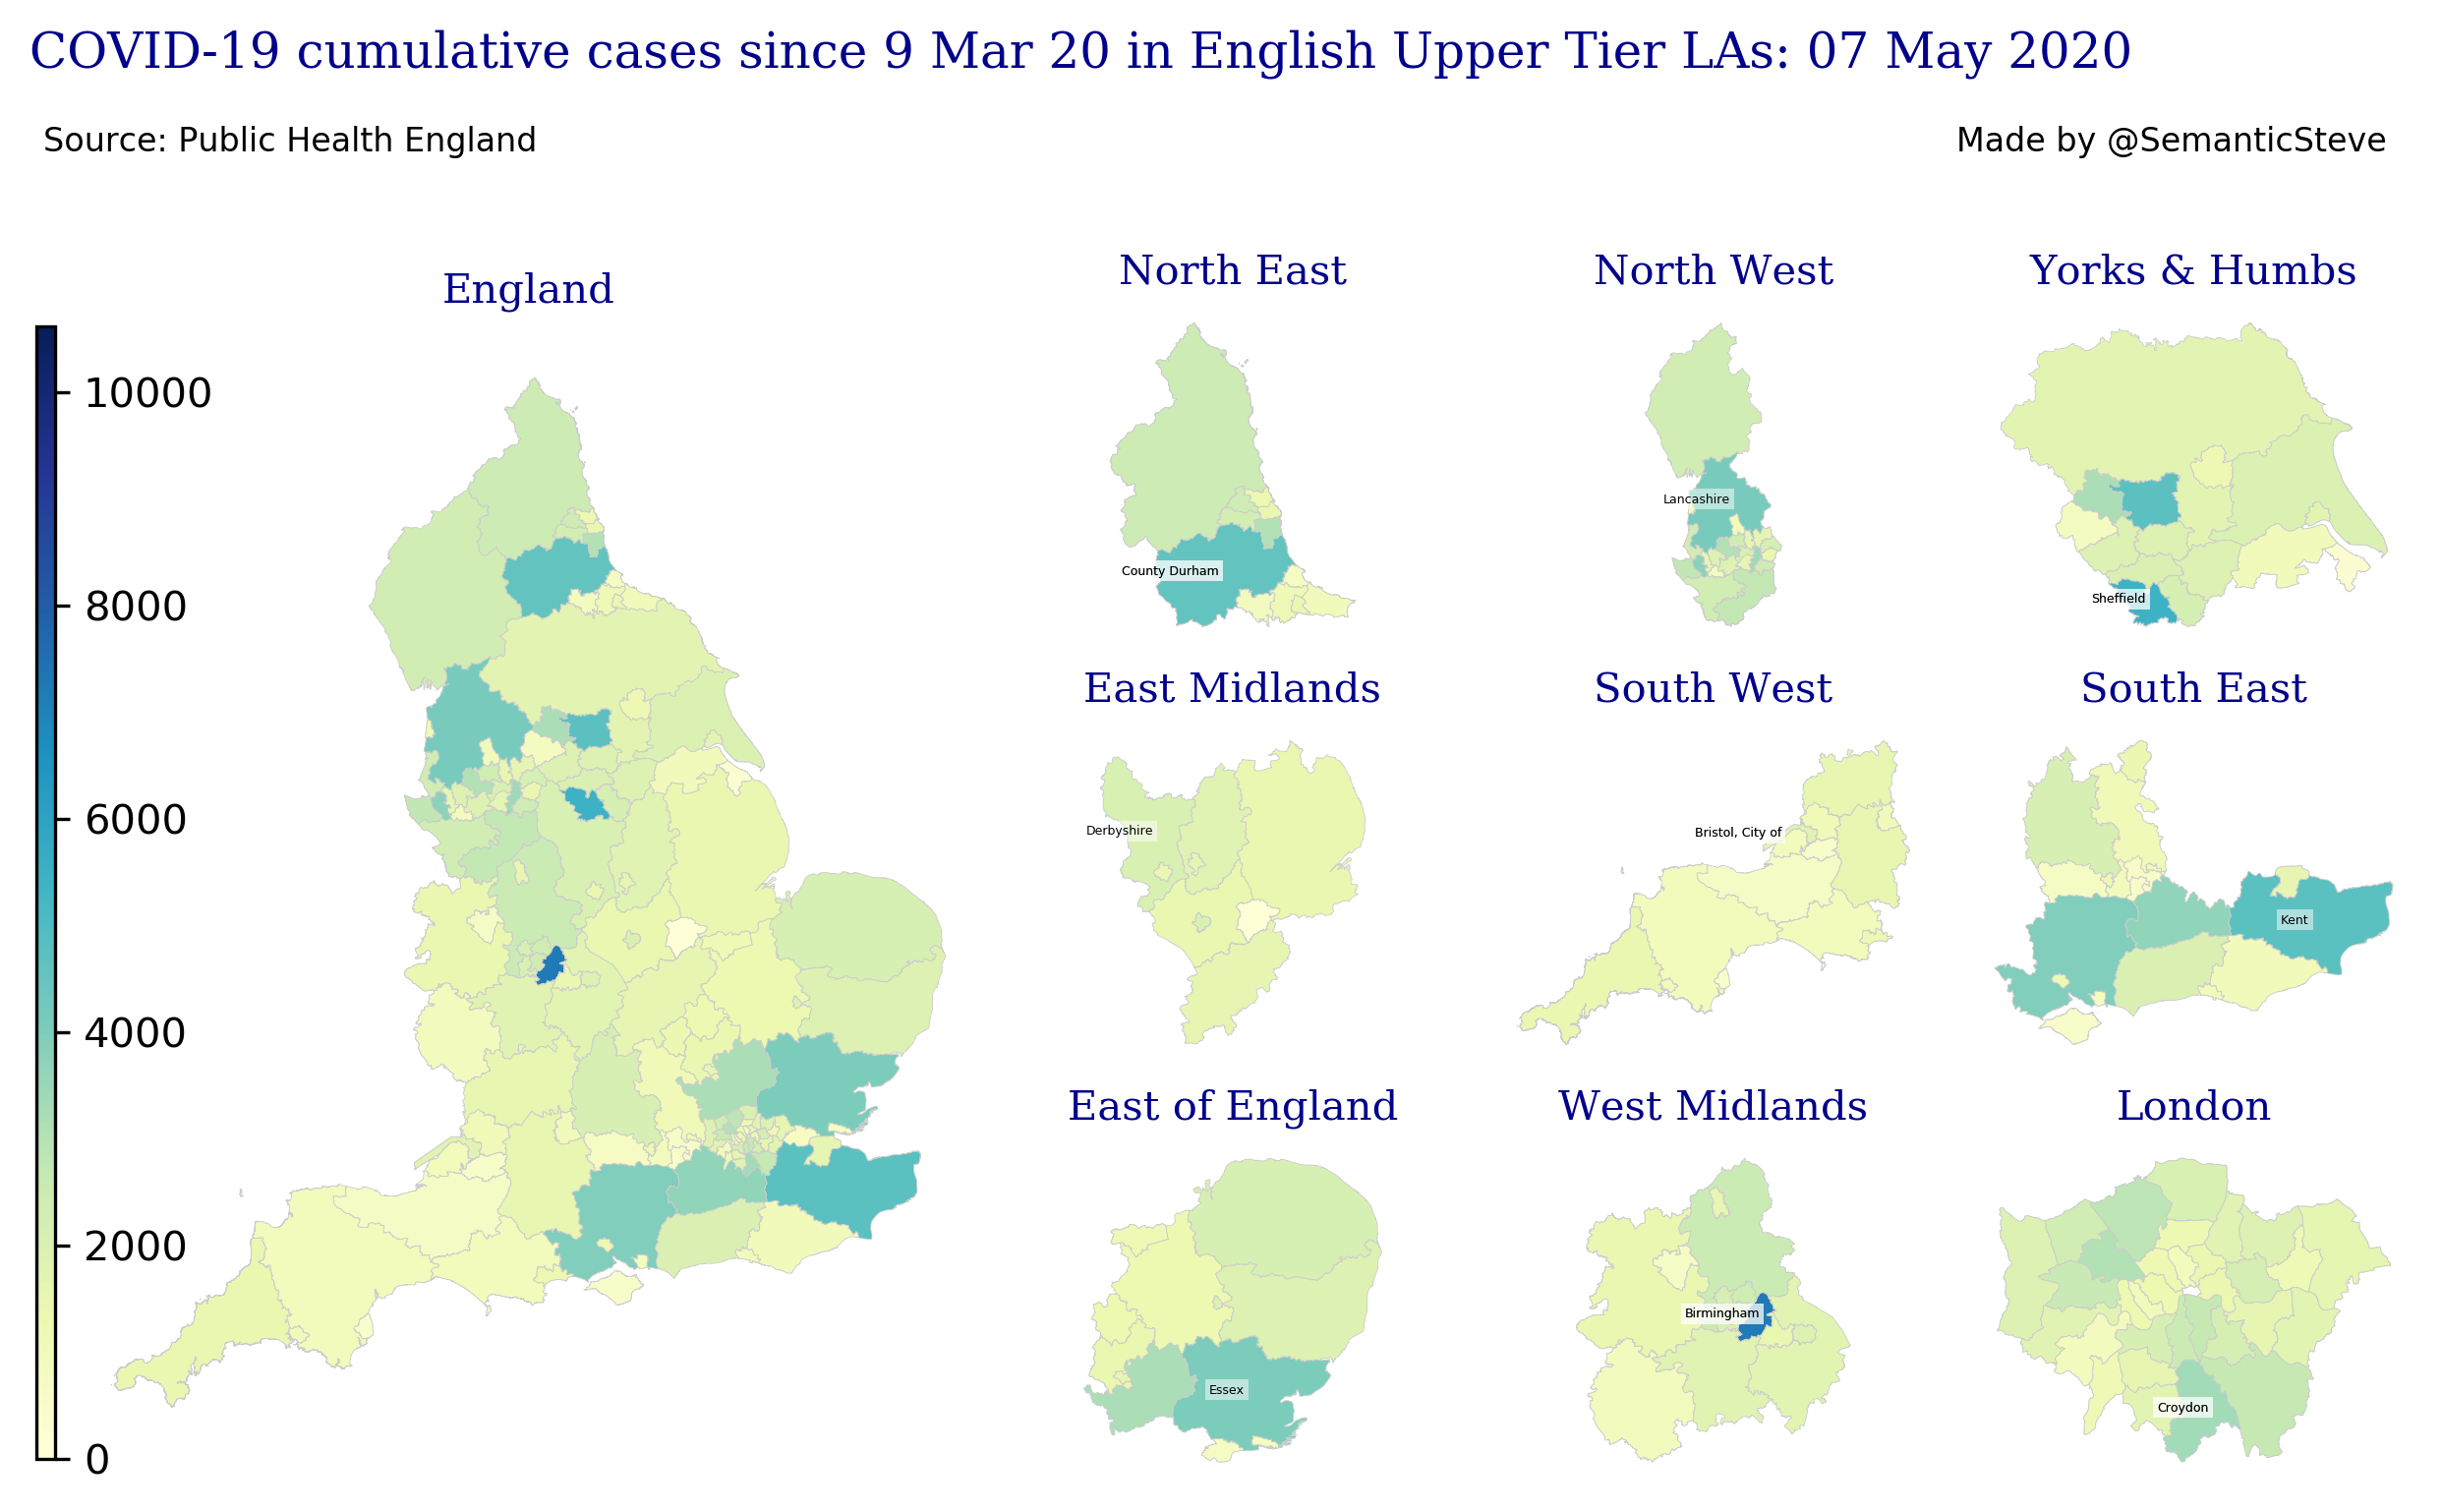 COVID-19 cumulative cases since 9 Mar 20 in English Upper Tier LAs: 07 May 2020
Source: Public Health England
Made by @SemanticSteve
England
10000
8000
6000
4000
2000
0
North East
County Durham
North West
Lancashire
Yorks & Humbs
Sheffield
East Midlands
Derbyshire
South West
Bristol, City of
South East
Kent
East of England
Essex
West Midlands
Birmingham
London
Croydon